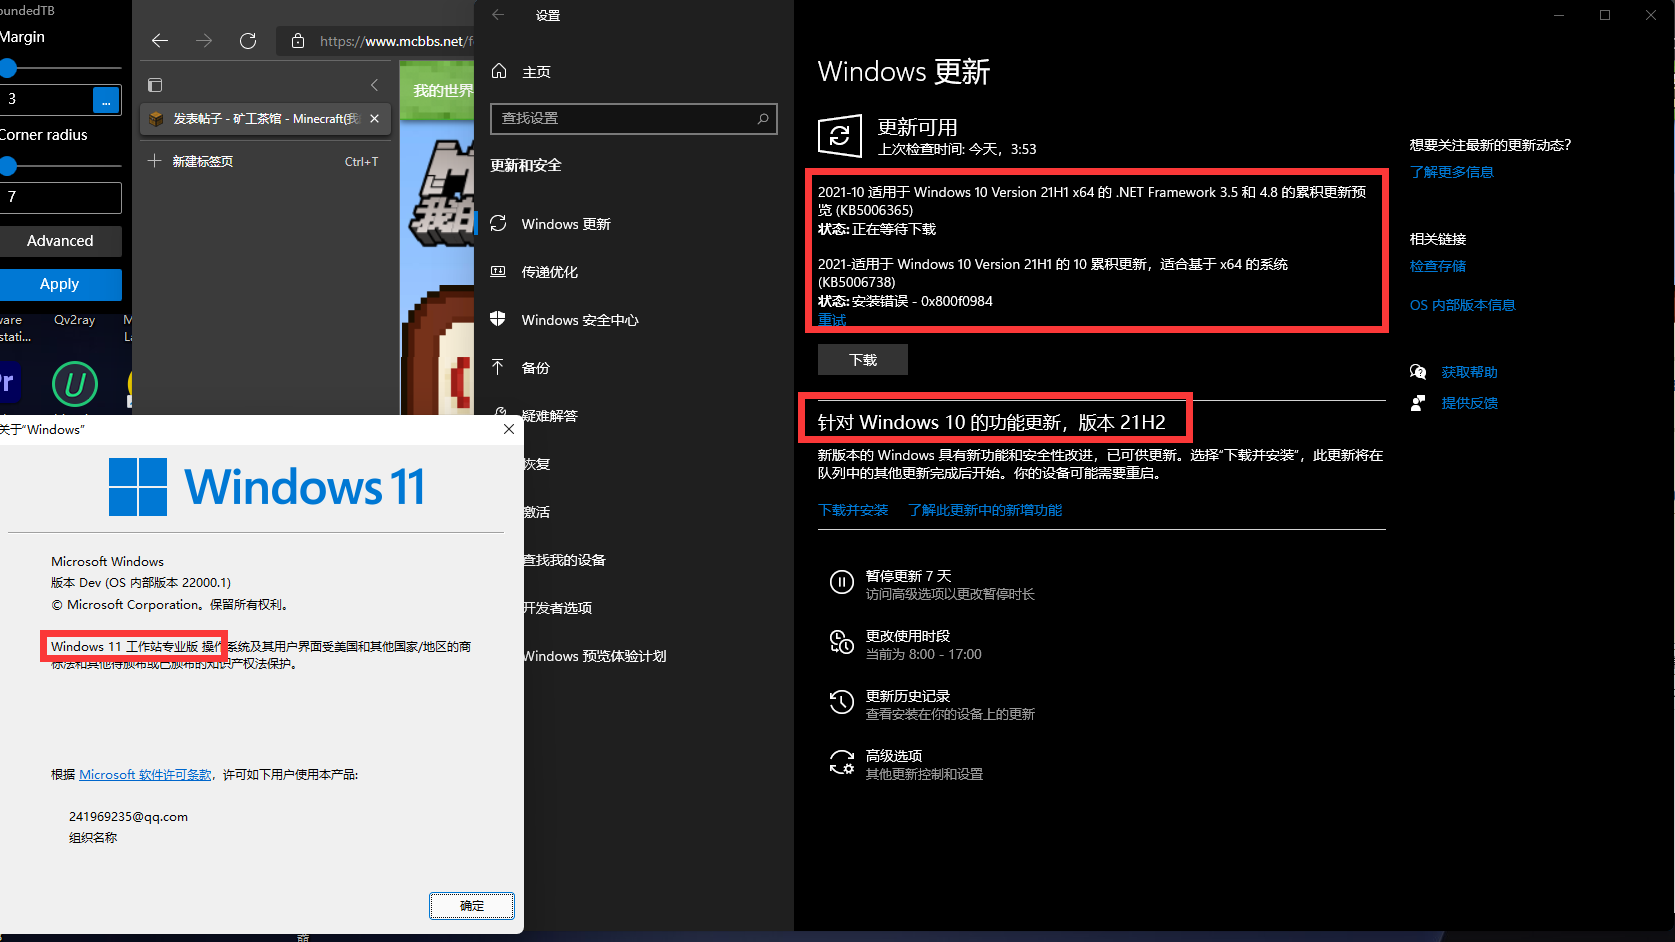 oundedTB
Margin
3
...
Corner radius
7
Advanced
Apply
Qv2ray
https://www.mcbbs.net/f
发表帖子 - 矿工茶馆 - Minecraft(我
新建标签页
Ctrl+T
我的世界
设置
主页
查找设置
更新和安全
Windows 更新
传递优化
Windows 安全中心
备份
疑难解答
恢复
激活
查找我的设备
开发者选项
Windows 预览体验计划
Windows 更新
更新可用
上次检查时间: 今天，3:53
2021-10 适用于 Windows 10 Version 21H1 x64 的 .NET Framework 3.5 和 4.8 的累积更新预
览 (KB5006365)
状态: 正在等待下载
2021-适用于 Windows 10 Version 21H1 的 10 累积更新，适合基于 x64 的系统
(KB5006738)
状态: 安装错误 - 0x800f0984
重试
下载
针对 Windows 10 的功能更新，版本 21H2
新版本的 Windows 具有新功能和安全性改进，已可供更新。选择“下载并安装”，此更新将在
队列中的其他更新完成后开始。你的设备可能需要重启。
下载并安装
了解此更新中的新增功能
暂停更新 7 天
访问高级选项以更改暂停时长
更改使用时段
当前为 8:00 - 17:00
更新历史记录
查看安装在你的设备上的更新
高级选项
其他更新控制和设置
想要关注最新的更新动态?
了解更多信息
相关链接
检查存储
OS 内部版本信息
获取帮助
提供反馈
关于“Windows”
Windows 11
Microsoft Windows
版本 Dev (OS 内部版本 22000.1)
© Microsoft Corporation。保留所有权利。
Windows 11 工作站专业版 操作系统及其用户界面受美国和其他国家/地区的商
标法和其他待颁布或已颁布的知识产权法保护。
根据 Microsoft 软件许可条款，许可如下用户使用本产品:
241969235@qq.com
组织名称
确定